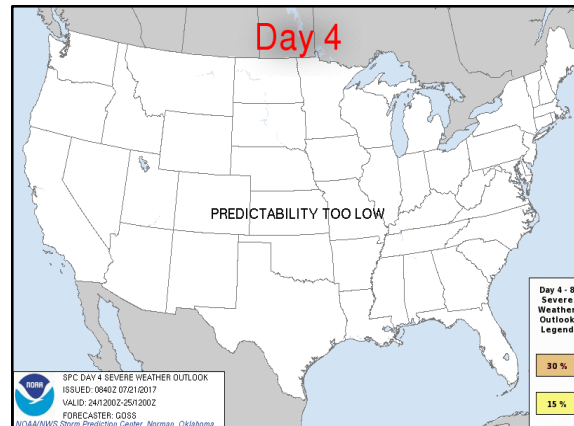 Day 4
PREDICTABILITY TOO LOW
Day 4 - 8
Severe
Weather
Outlook
Legend
30 %
15 %
NOAA
SPC DAY 4 SEVERE WEATHER OUTLOOK
ISSUED: 0840Z 07/21/2017
VALID: 24/1200Z-25/1200Z
FORECASTER: GOSS
NOAA/NWS Storm Prediction Center, Norman, Oklahoma